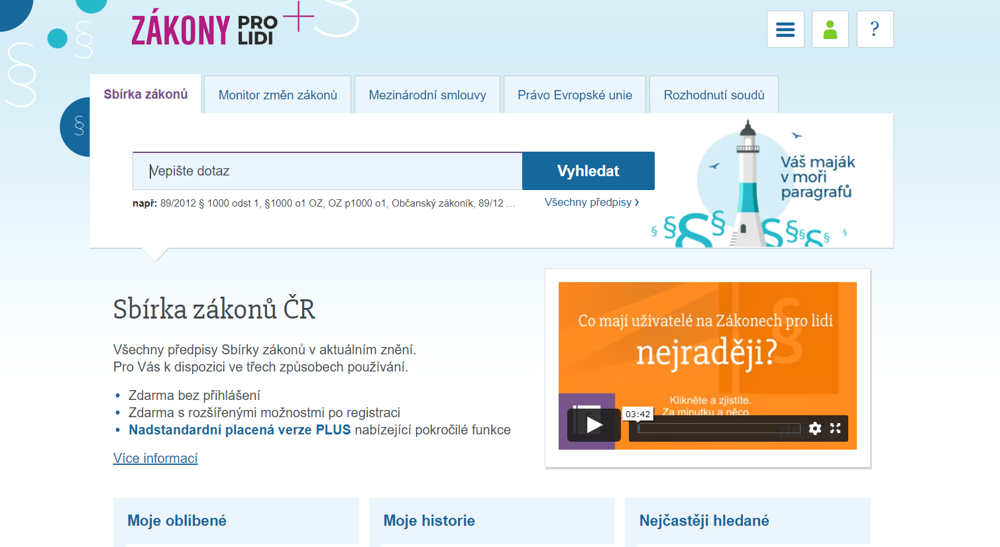 ZÁKONY PRO LIDI
?
Sbírka zákonů
Monitor změn zákonů
Mezinárodní smlouvy
Právo Evropské unie
Rozhodnutí soudů
Vepište dotaz
Vyhledat
např: 89/2012 § 1000 odst 1, §1000 o1 OZ, OZ p1000 o1, Občanský zákoník, 89/12 ...
Všechny předpisy ›
Váš maják
v moři
paragrafů
Sbírka zákonů ČR
Všechny předpisy Sbírky zákonů v aktuálním znění.
Pro Vás k dispozici ve třech způsobech používání.
• Zdarma bez přihlášení
• Zdarma s rozšířenými možnostmi po registraci
• Nadstandardní placená verze PLUS nabízející pokročilé funkce
Více informací
Co mají uživatelé na Zákonech pro lidi
nejraději?
Klikněte a zjistíte.
Za minutku a něco.
03:42
Moje oblíbené
Moje historie
Nejčastěji hledané